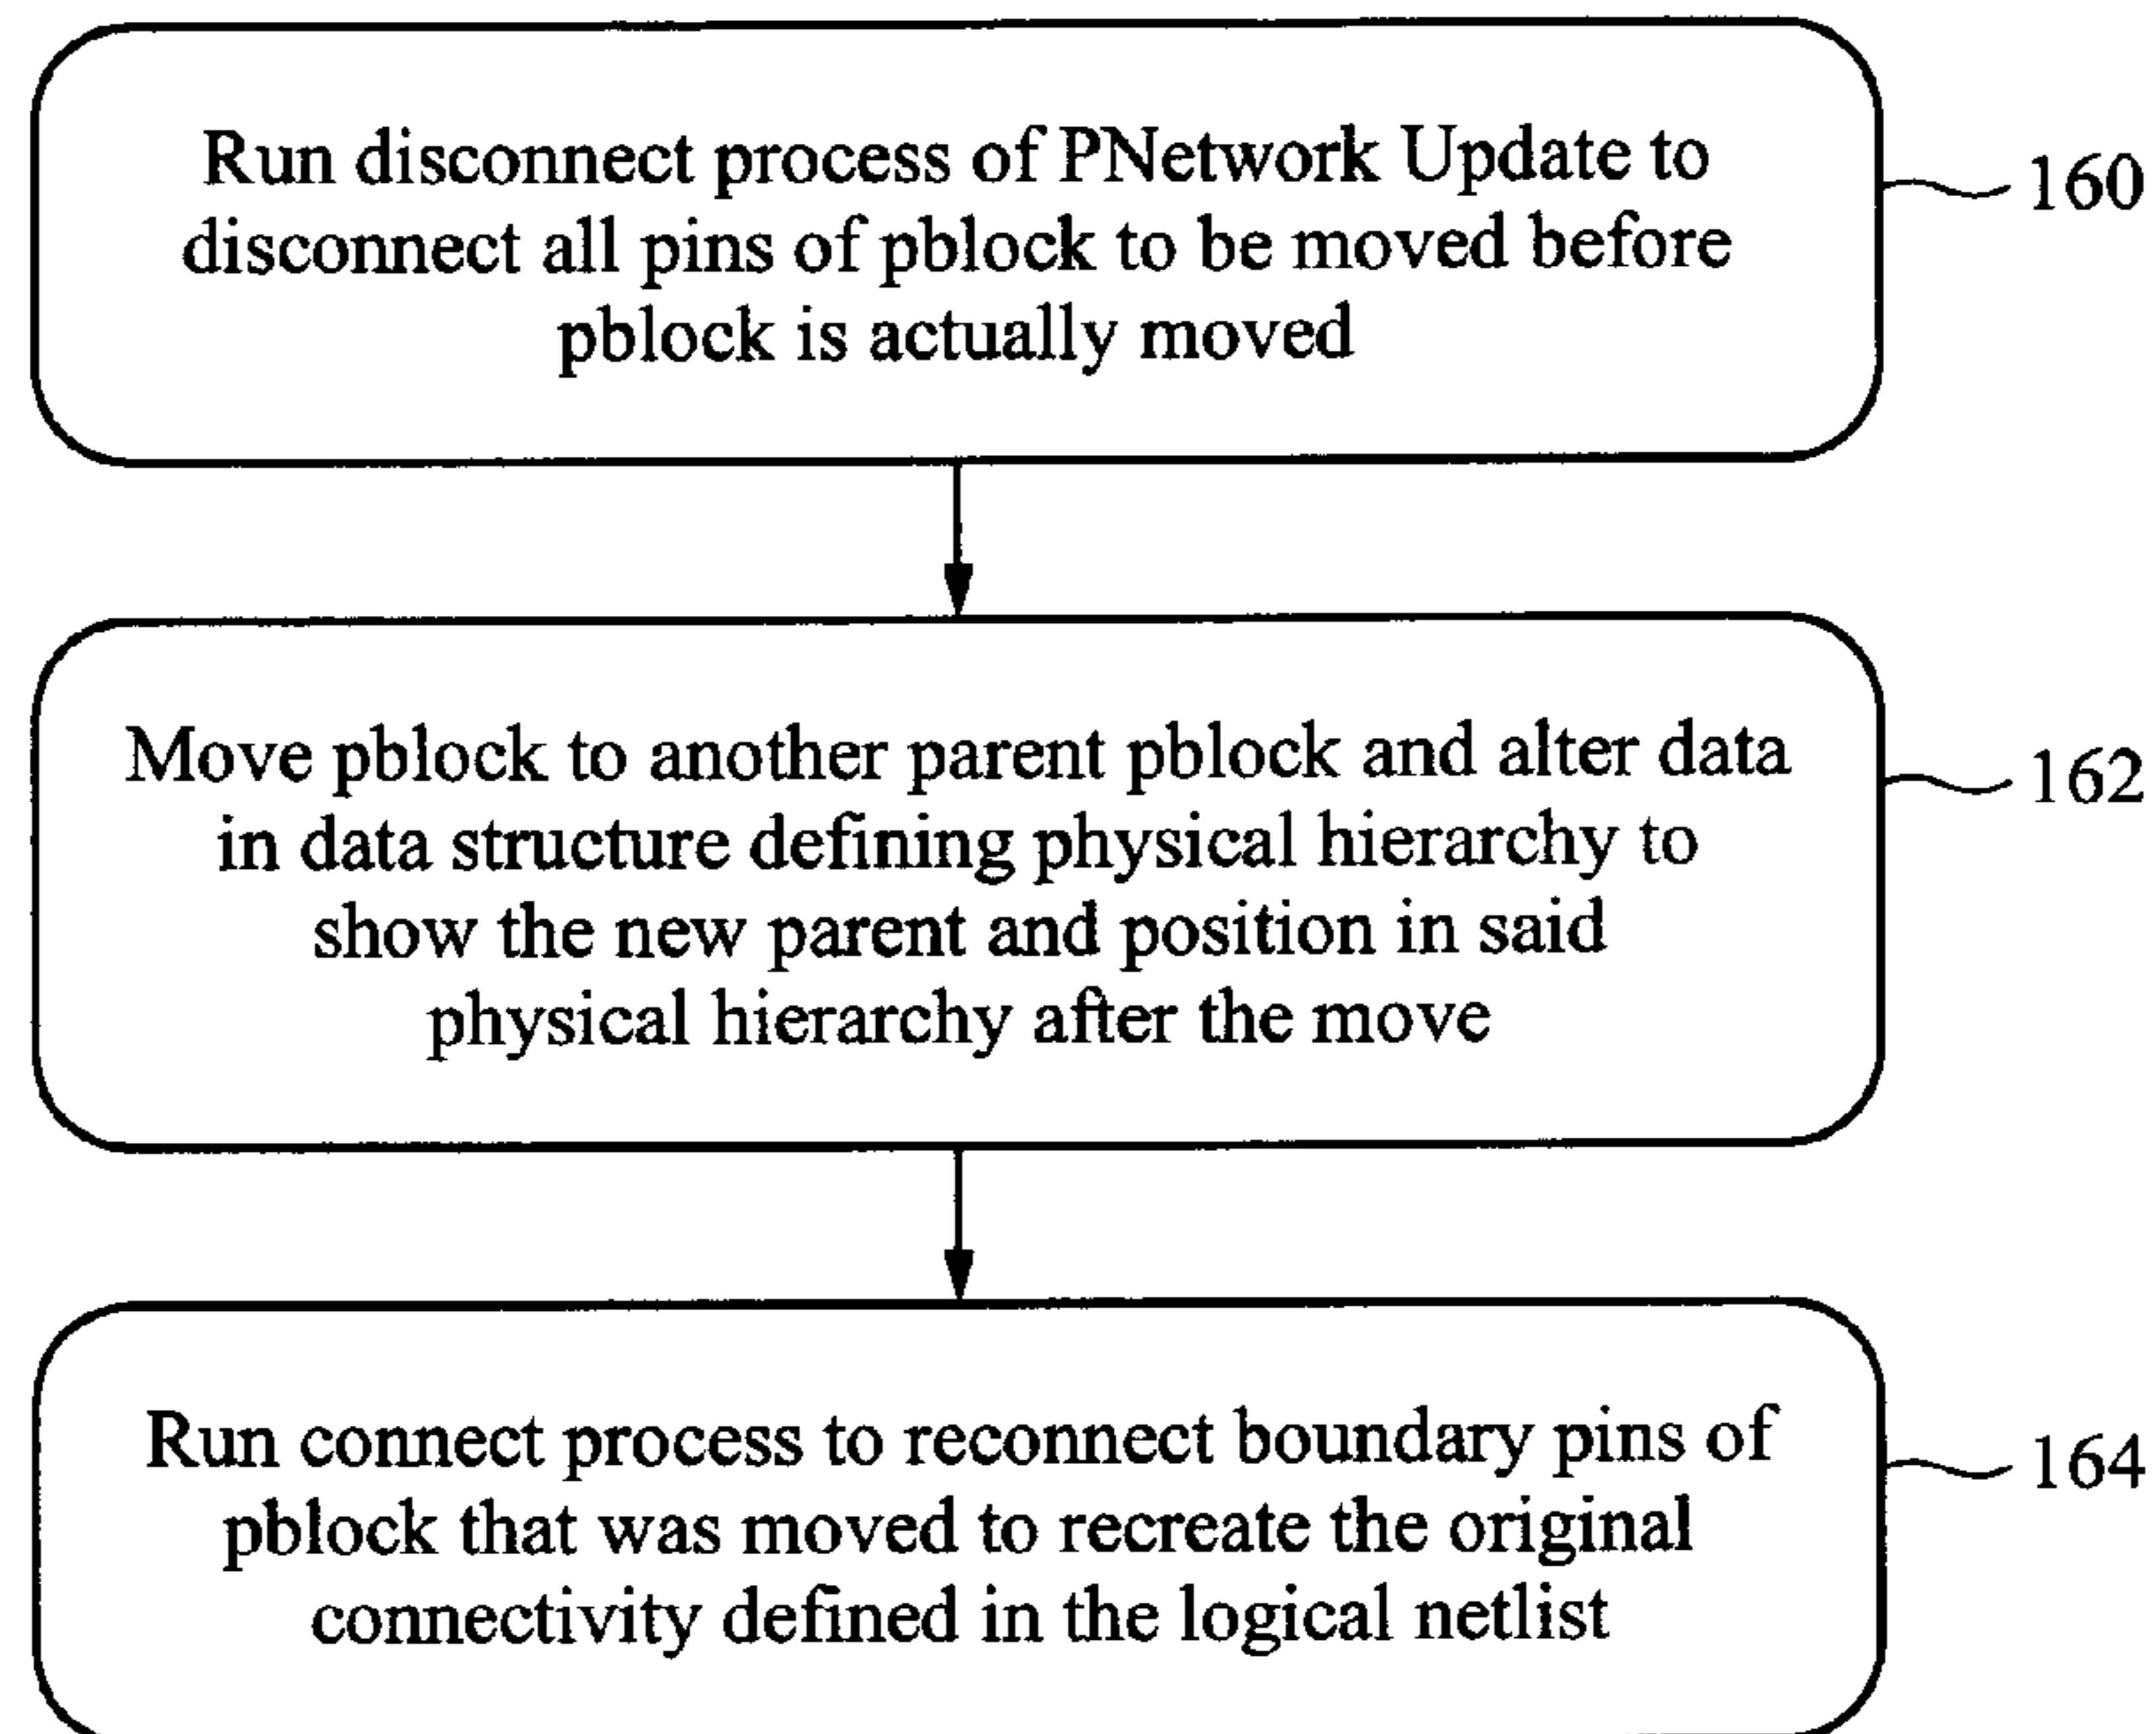 Run disconnect process of PNetwork Update to
disconnect all pins of pblock to be moved before
pblock is actually moved
160
Move pblock to another parent pblock and alter data
in data structure defining physical hierarchy to
show the new parent and position in said
physical hierarchy after the move
162
Run connect process to reconnect boundary pins of
pblock that was moved to recreate the original
connectivity defined in the logical netlist
164